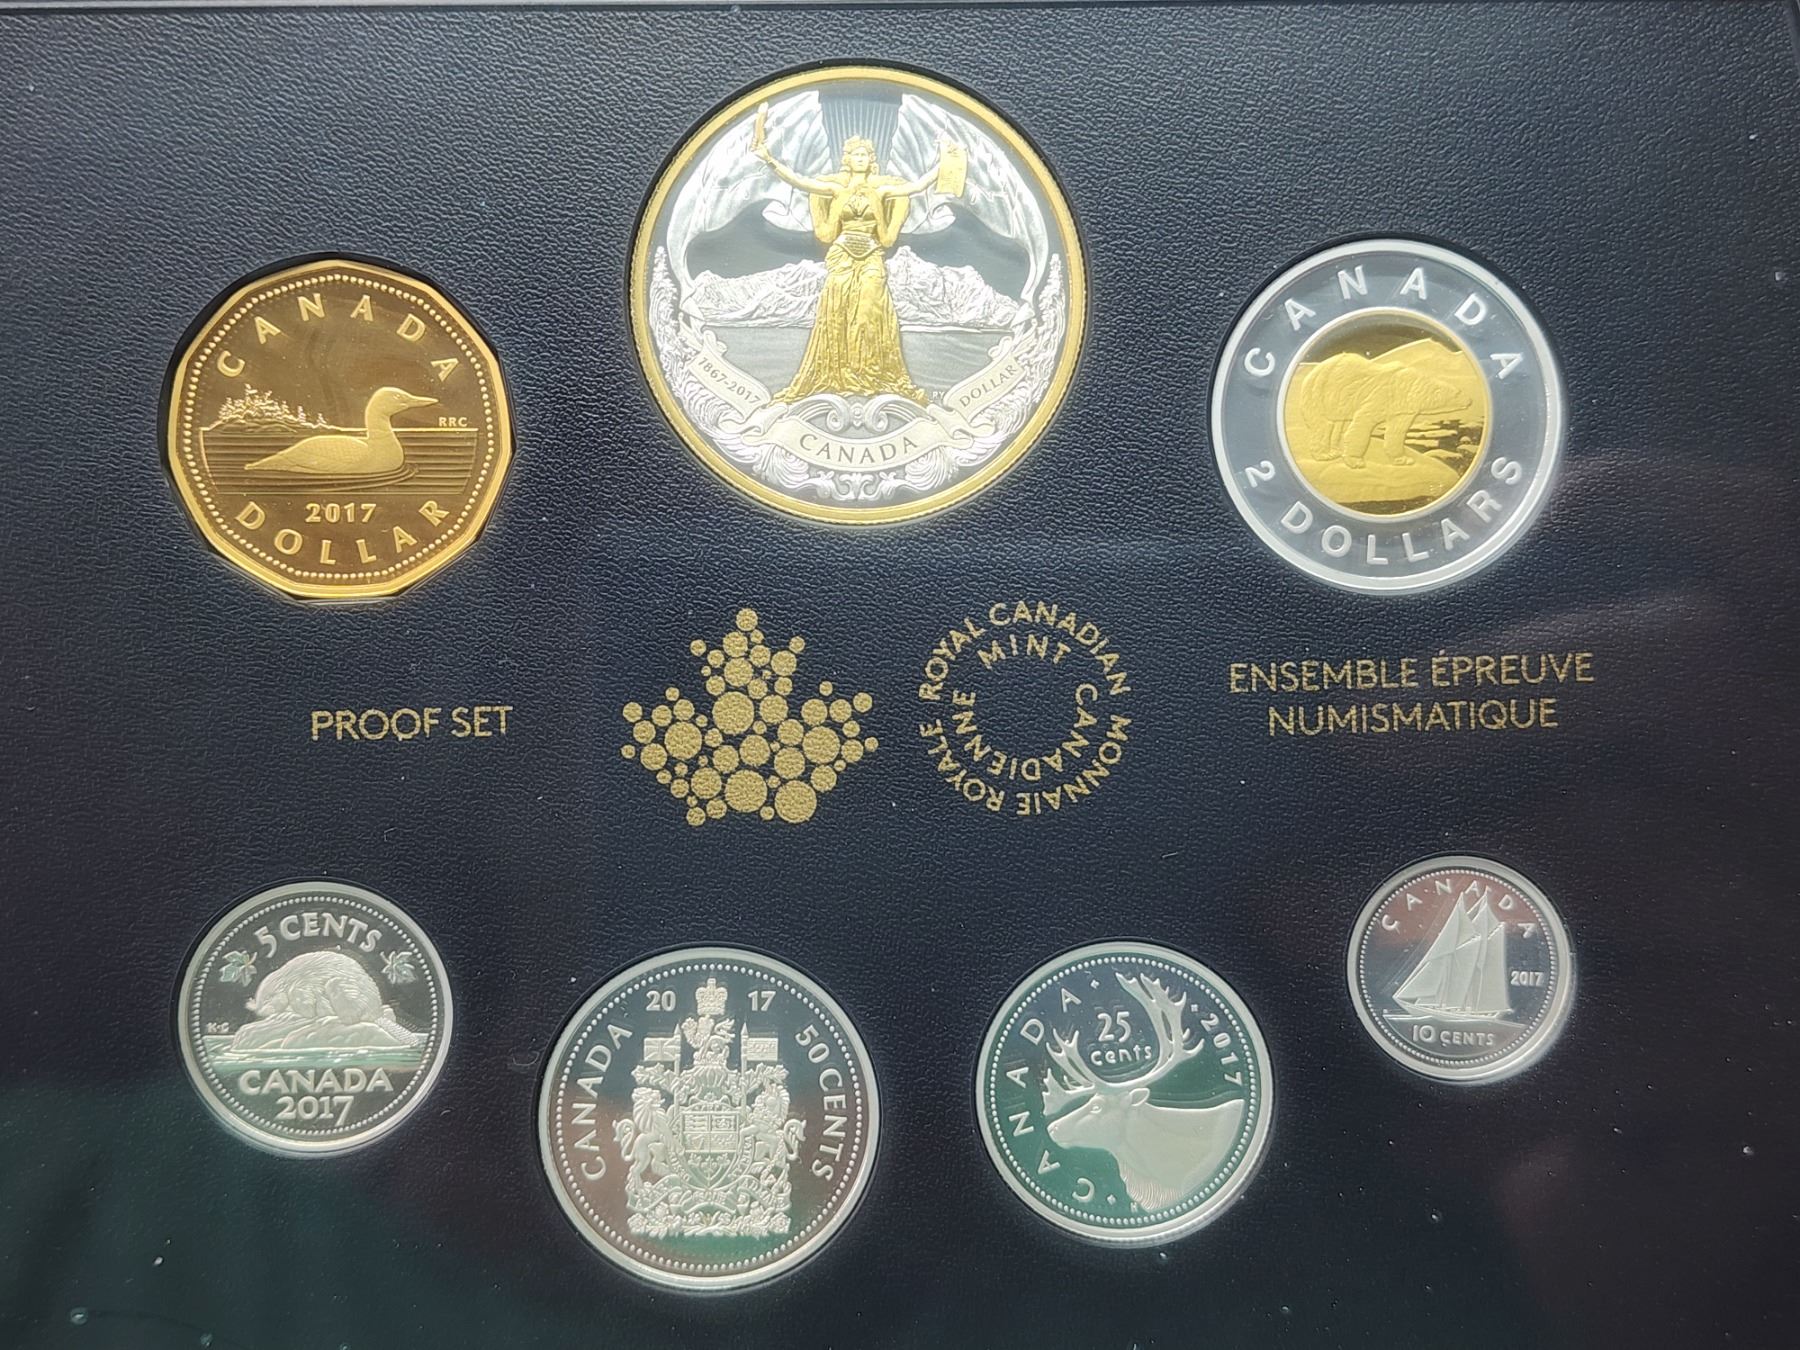 CANADA
RRC
2017
DOLLAR
1867-2017
RY
DOLLAR
CANADA
CANADA
2 DOLLARS
PROOF SET
ROYAL CANADIAN
MINT
MONNAIE ROYALE
CANADIENNE
ENSEMBLE ÉPREUVE
NUMISMATIQUE
5 CENTS
K·G
CANADA
2017
20 17
CANADA
50 CENTS
CANADA · 2017
25
cents
H
CANADA
2017
10 CENTS